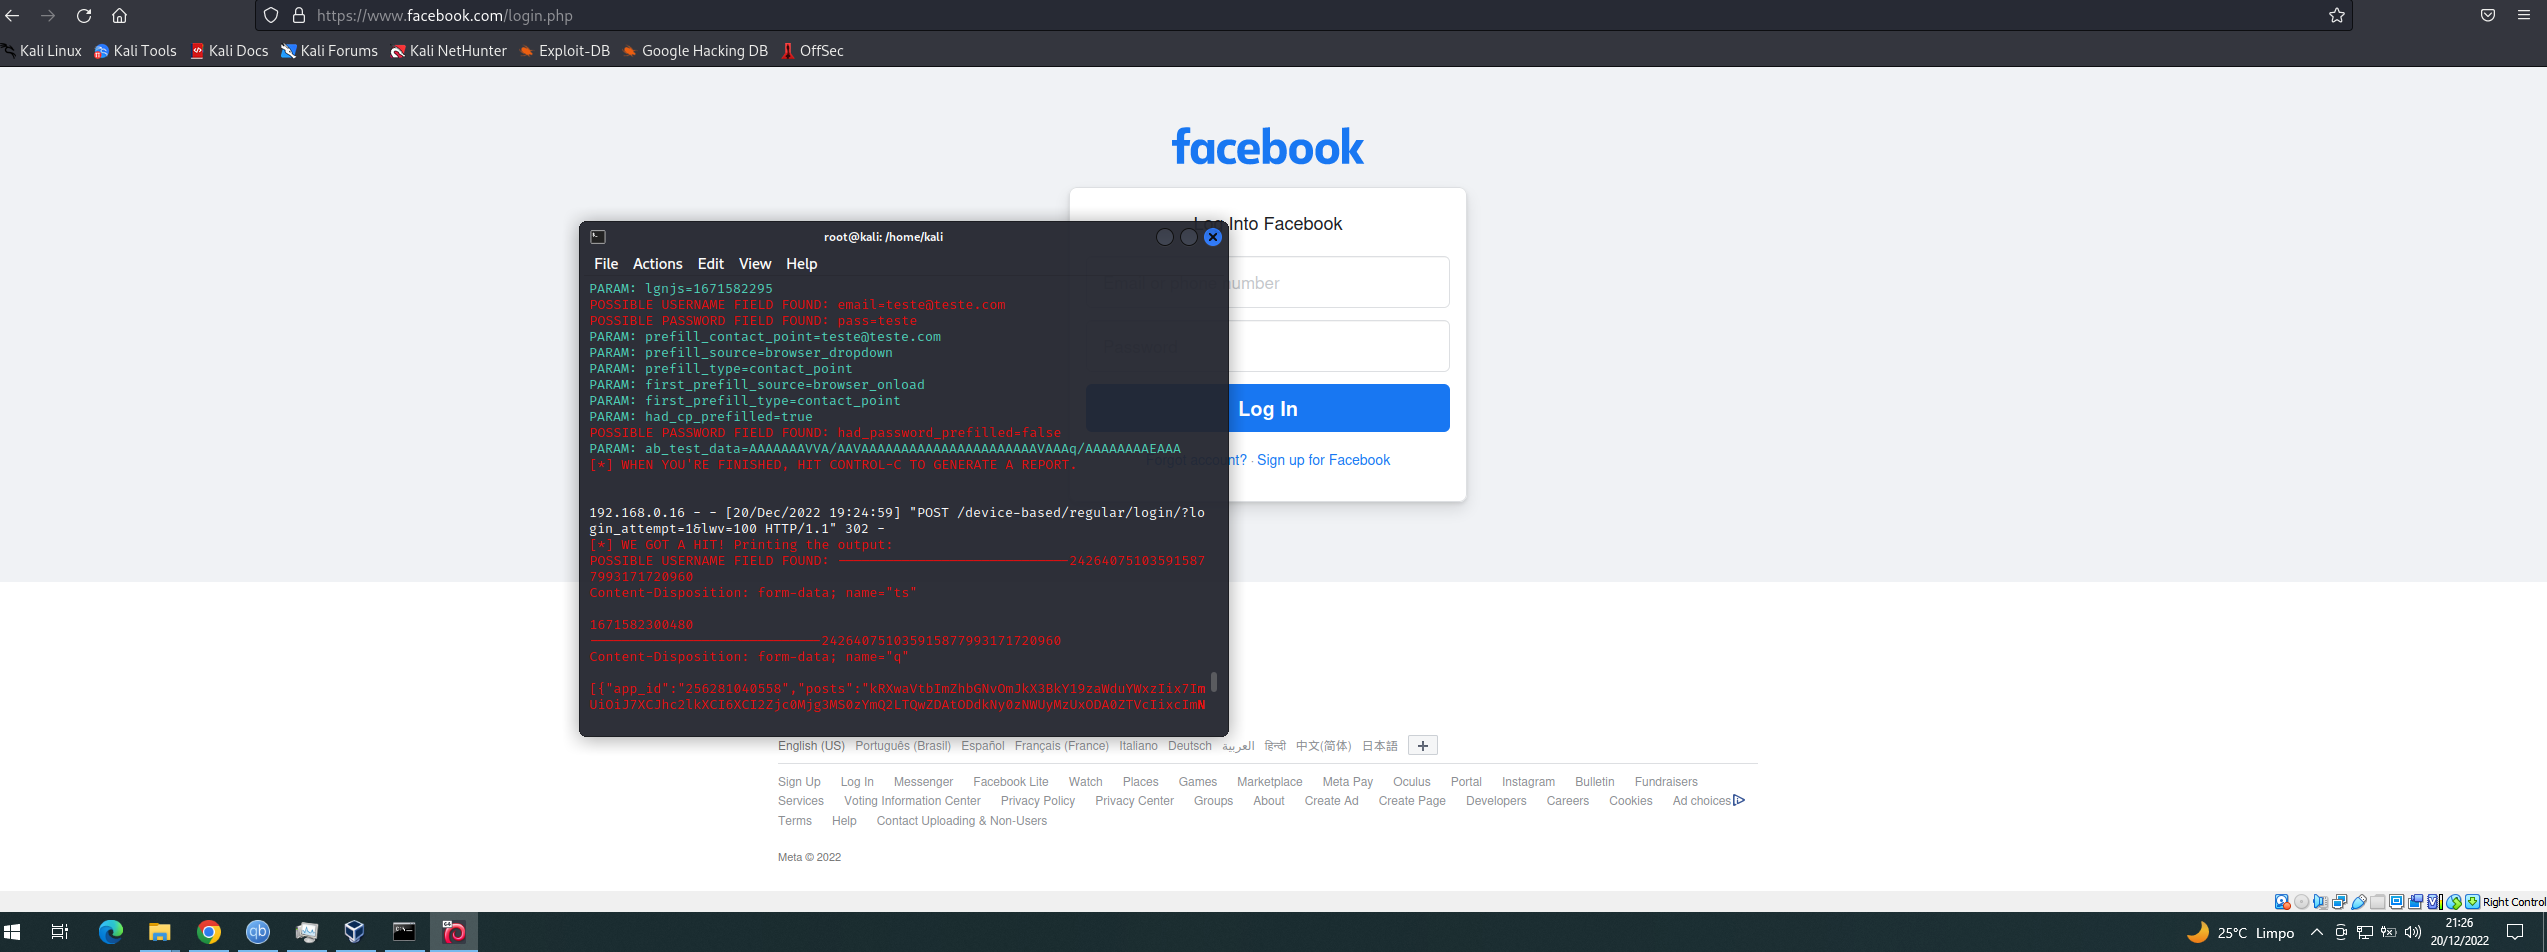 https://www.facebook.com/login.php
Kali Linux Kali Tools Kali Docs Kali Forums Kali NetHunter Exploit-DB Google Hacking DB OffSec
facebook
Log Into Facebook
number
Log In
account? · Sign up for Facebook
root@kali: /home/kali
File Actions Edit View Help
PARAM: lgnjs=1671582295
POSSIBLE USERNAME FIELD FOUND: email=teste@teste.com
POSSIBLE PASSWORD FIELD FOUND: pass=teste
PARAM: prefill_contact_point=teste@teste.com
PARAM: prefill_source=browser_dropdown
PARAM: prefill_type=contact_point
PARAM: first_prefill_source=browser_onload
PARAM: first_prefill_type=contact_point
PARAM: had_cp_prefilled=true
POSSIBLE PASSWORD FIELD FOUND: had_password_prefilled=false
PARAM: ab_test_data=AAAAAAAVVA/AAVAAAAAAAAAAAAAAAAAAAAAVAAAq/AAAAAAAAEAAA
[*] WHEN YOU'RE FINISHED, HIT CONTROL-C TO GENERATE A REPORT.
192.168.0.16 - - [20/Dec/2022 19:24:59] "POST /device-based/regular/login/?lo
gin_attempt=1&lwv=100 HTTP/1.1" 302 -
[*] WE GOT A HIT! Printing the output:
POSSIBLE USERNAME FIELD FOUND: -----------------------------24264075103591587
7993171720960
Content-Disposition: form-data; name="ts"
1671582300480
-----------------------------242640751035915877993171720960
Content-Disposition: form-data; name="q"
[{"app_id":"256281040558","posts":"kRXwaVtbImZhbGNvOmJkX3BkY19zaWduYWxzIix7Im
UiOiJ7XCJhc2lkXCI6XCI2Zjc0Mjg3MS0zYmQ2LTQwZDAtODdkNy0zNWUyMzUxODA0ZTVcIixcImN
English (US) Português (Brasil) Español Français (France) Italiano Deutsch العربية हिन्दी 中文(简体) 日本語
Sign Up Log In Messenger Facebook Lite Watch Places Games Marketplace Meta Pay Oculus Portal Instagram Bulletin Fundraisers
Services Voting Information Center Privacy Policy Privacy Center Groups About Create Ad Create Page Developers Careers Cookies Ad choices
Terms Help Contact Uploading & Non-Users
Meta © 2022
Right Control
qb
25°C Limpo
21:26
20/12/2022